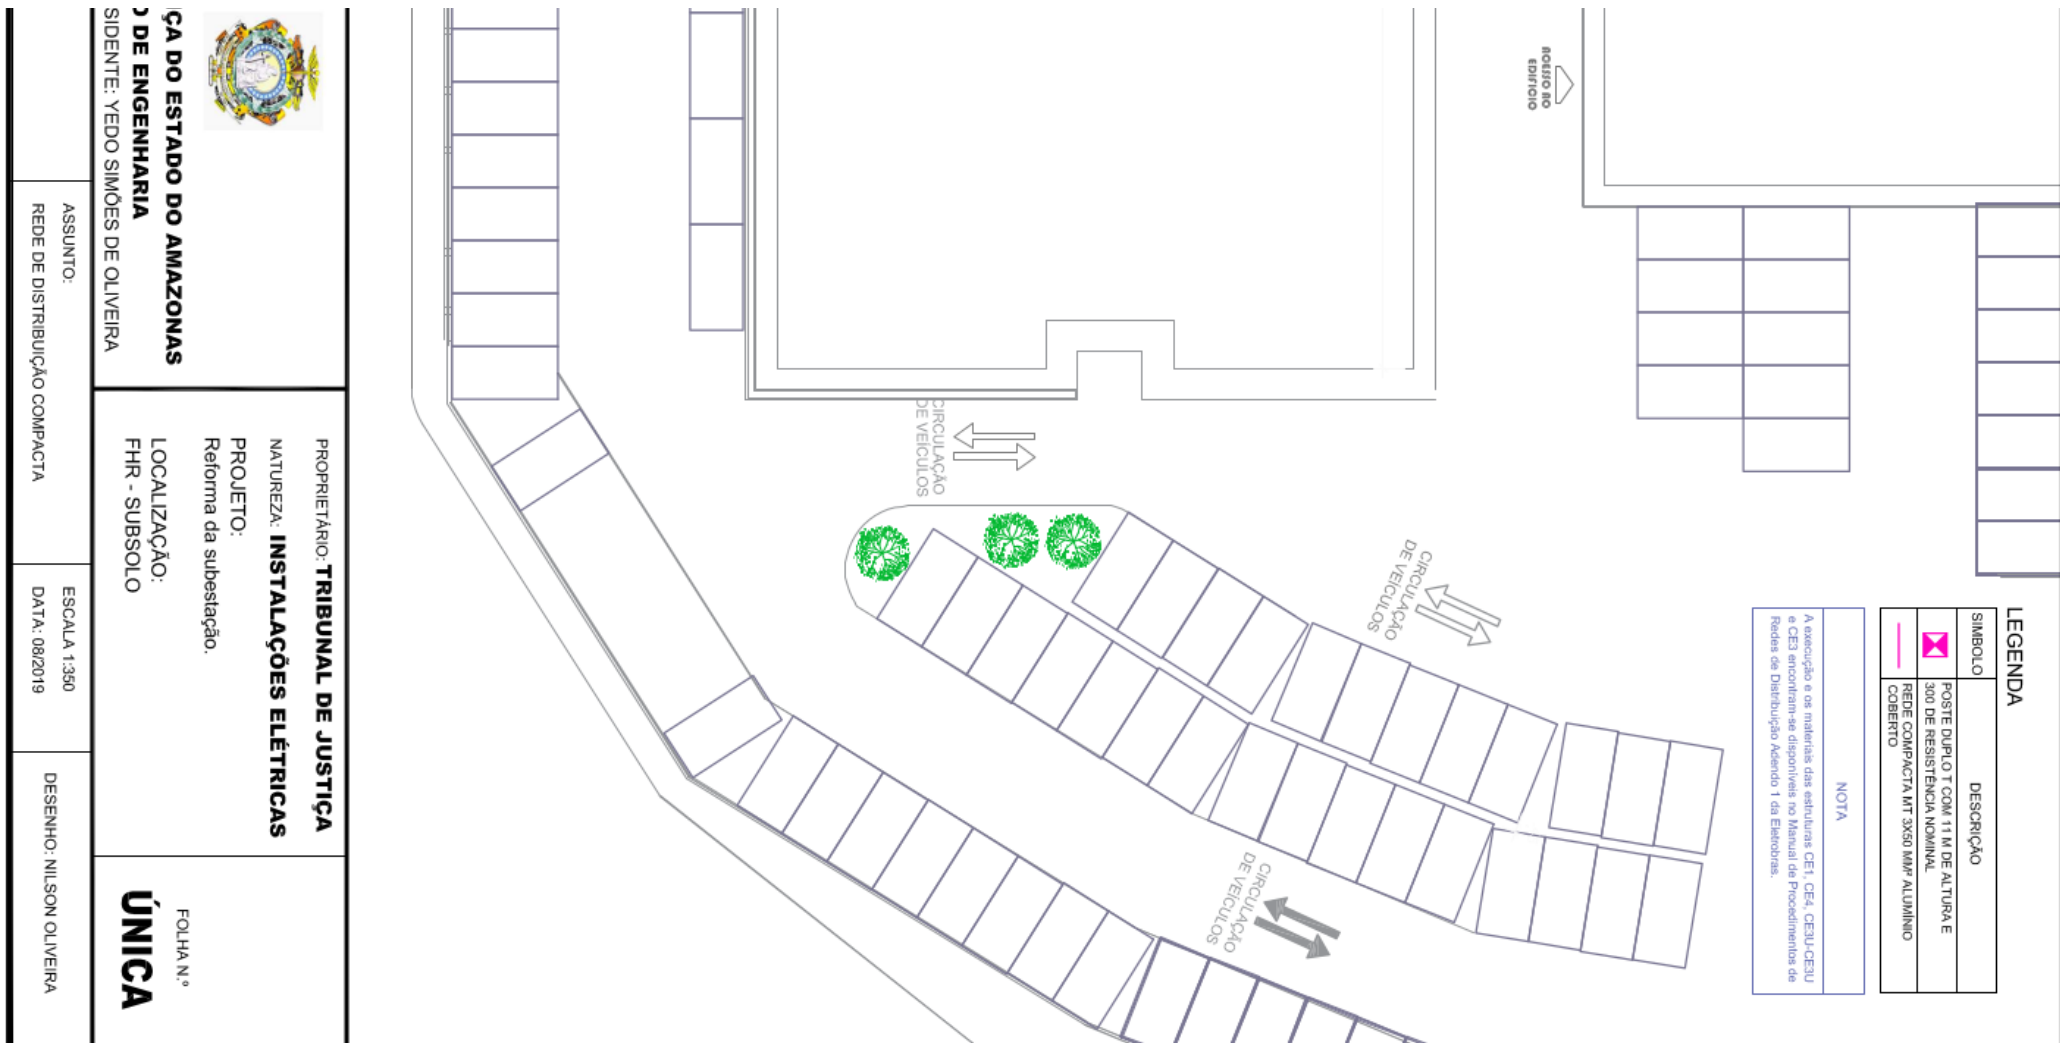 ÇA DO ESTADO DO AMAZONAS
O DE ENGENHARIA
SIDENTE: YEDO SIMÕES DE OLIVEIRA
ASSUNTO:
REDE DE DISTRIBUIÇÃO COMPACTA
PROPRIETÁRIO: TRIBUNAL DE JUSTIÇA
NATUREZA: INSTALAÇÕES ELÉTRICAS
PROJETO:
Reforma da subestação.
LOCALIZAÇÃO:
FHR - SUBSOLO
ESCALA 1:350
DATA: 08/2019
DESENHO: NILSON OLIVEIRA
FOLHA N.º
ÚNICA
ACESSO AO
EDIFICIO
CIRCULAÇÃO
DE VEÍCULOS
CIRCULAÇÃO
DE VEÍCULOS
CIRCULAÇÃO
DE VEÍCULOS
LEGENDA
SIMBOLO
DESCRIÇÃO
POSTE DUPLO T COM 11 M DE ALTURA E
300 DE RESISTÊNCIA NOMINAL
REDE COMPACTA MT 3X50 MM² ALUMÍNIO
COBERTO
NOTA
A execução e os materiais das estruturas CE1, CE4, CE3U-CE3U
e CE3 encontram-se disponíveis no Manual de Procedimentos de
Redes de Distribuição Adendo 1 da Eletrobras.